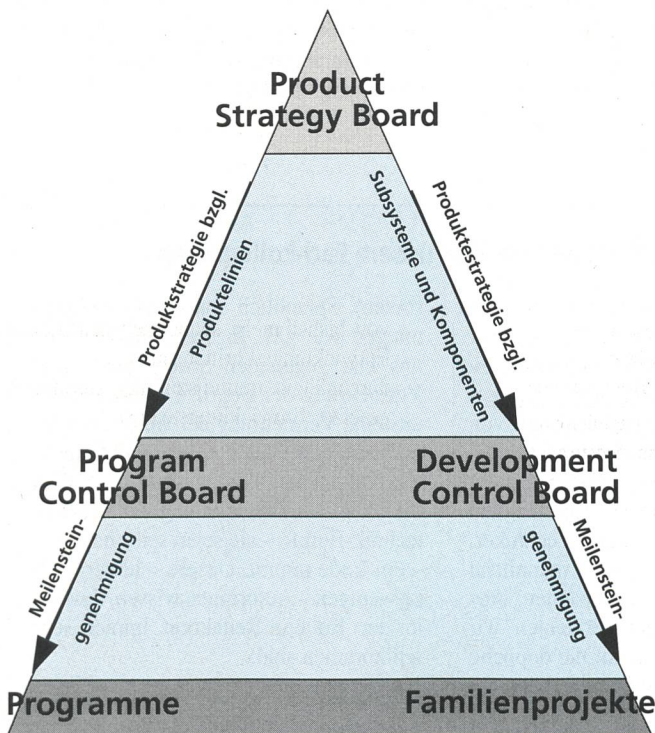 Product
Strategy Board
Produktstrategie bzgl.
Produktelinien
Subsysteme und Komponenten
Produktestrategie bzgl.
Program
Control Board
Development
Control Board
Meilenstein-
genehmigung
Meilenstein-
genehmigung
Programme
Familienprojekte